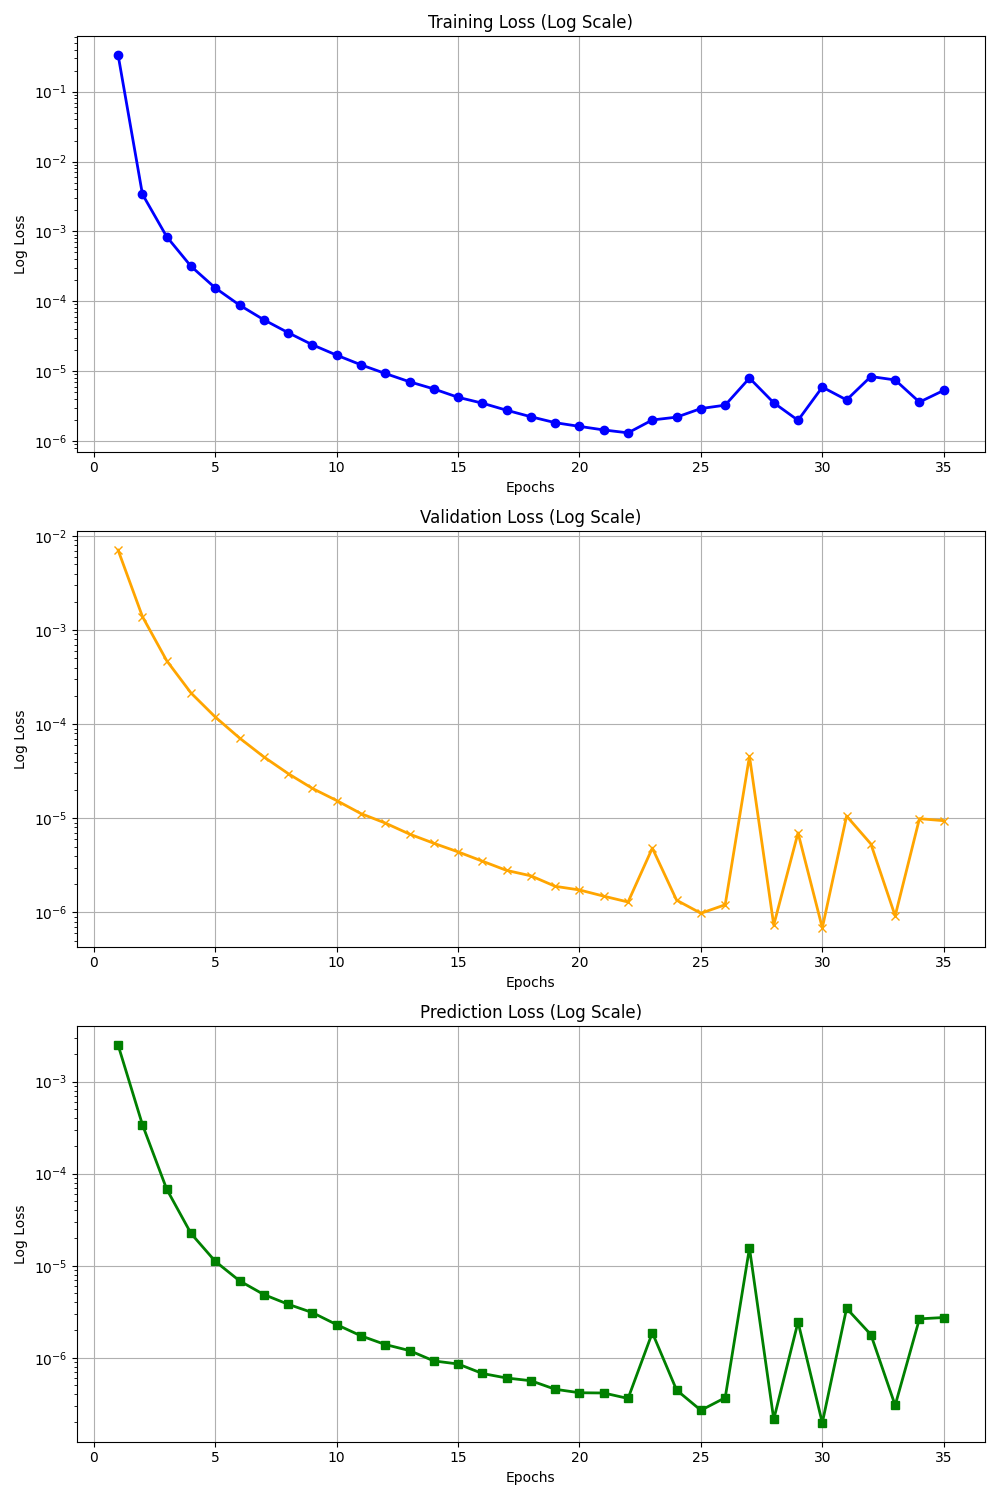 Training Loss (Log Scale)
Log Loss
10⁻¹
10⁻²
10⁻³
10⁻⁴
10⁻⁵
10⁻⁶
0 5 10 15 20 25 30 35
Epochs
Validation Loss (Log Scale)
Log Loss
10⁻²
10⁻³
10⁻⁴
10⁻⁵
10⁻⁶
0 5 10 15 20 25 30 35
Epochs
Prediction Loss (Log Scale)
Log Loss
10⁻³
10⁻⁴
10⁻⁵
10⁻⁶
0 5 10 15 20 25 30 35
Epochs